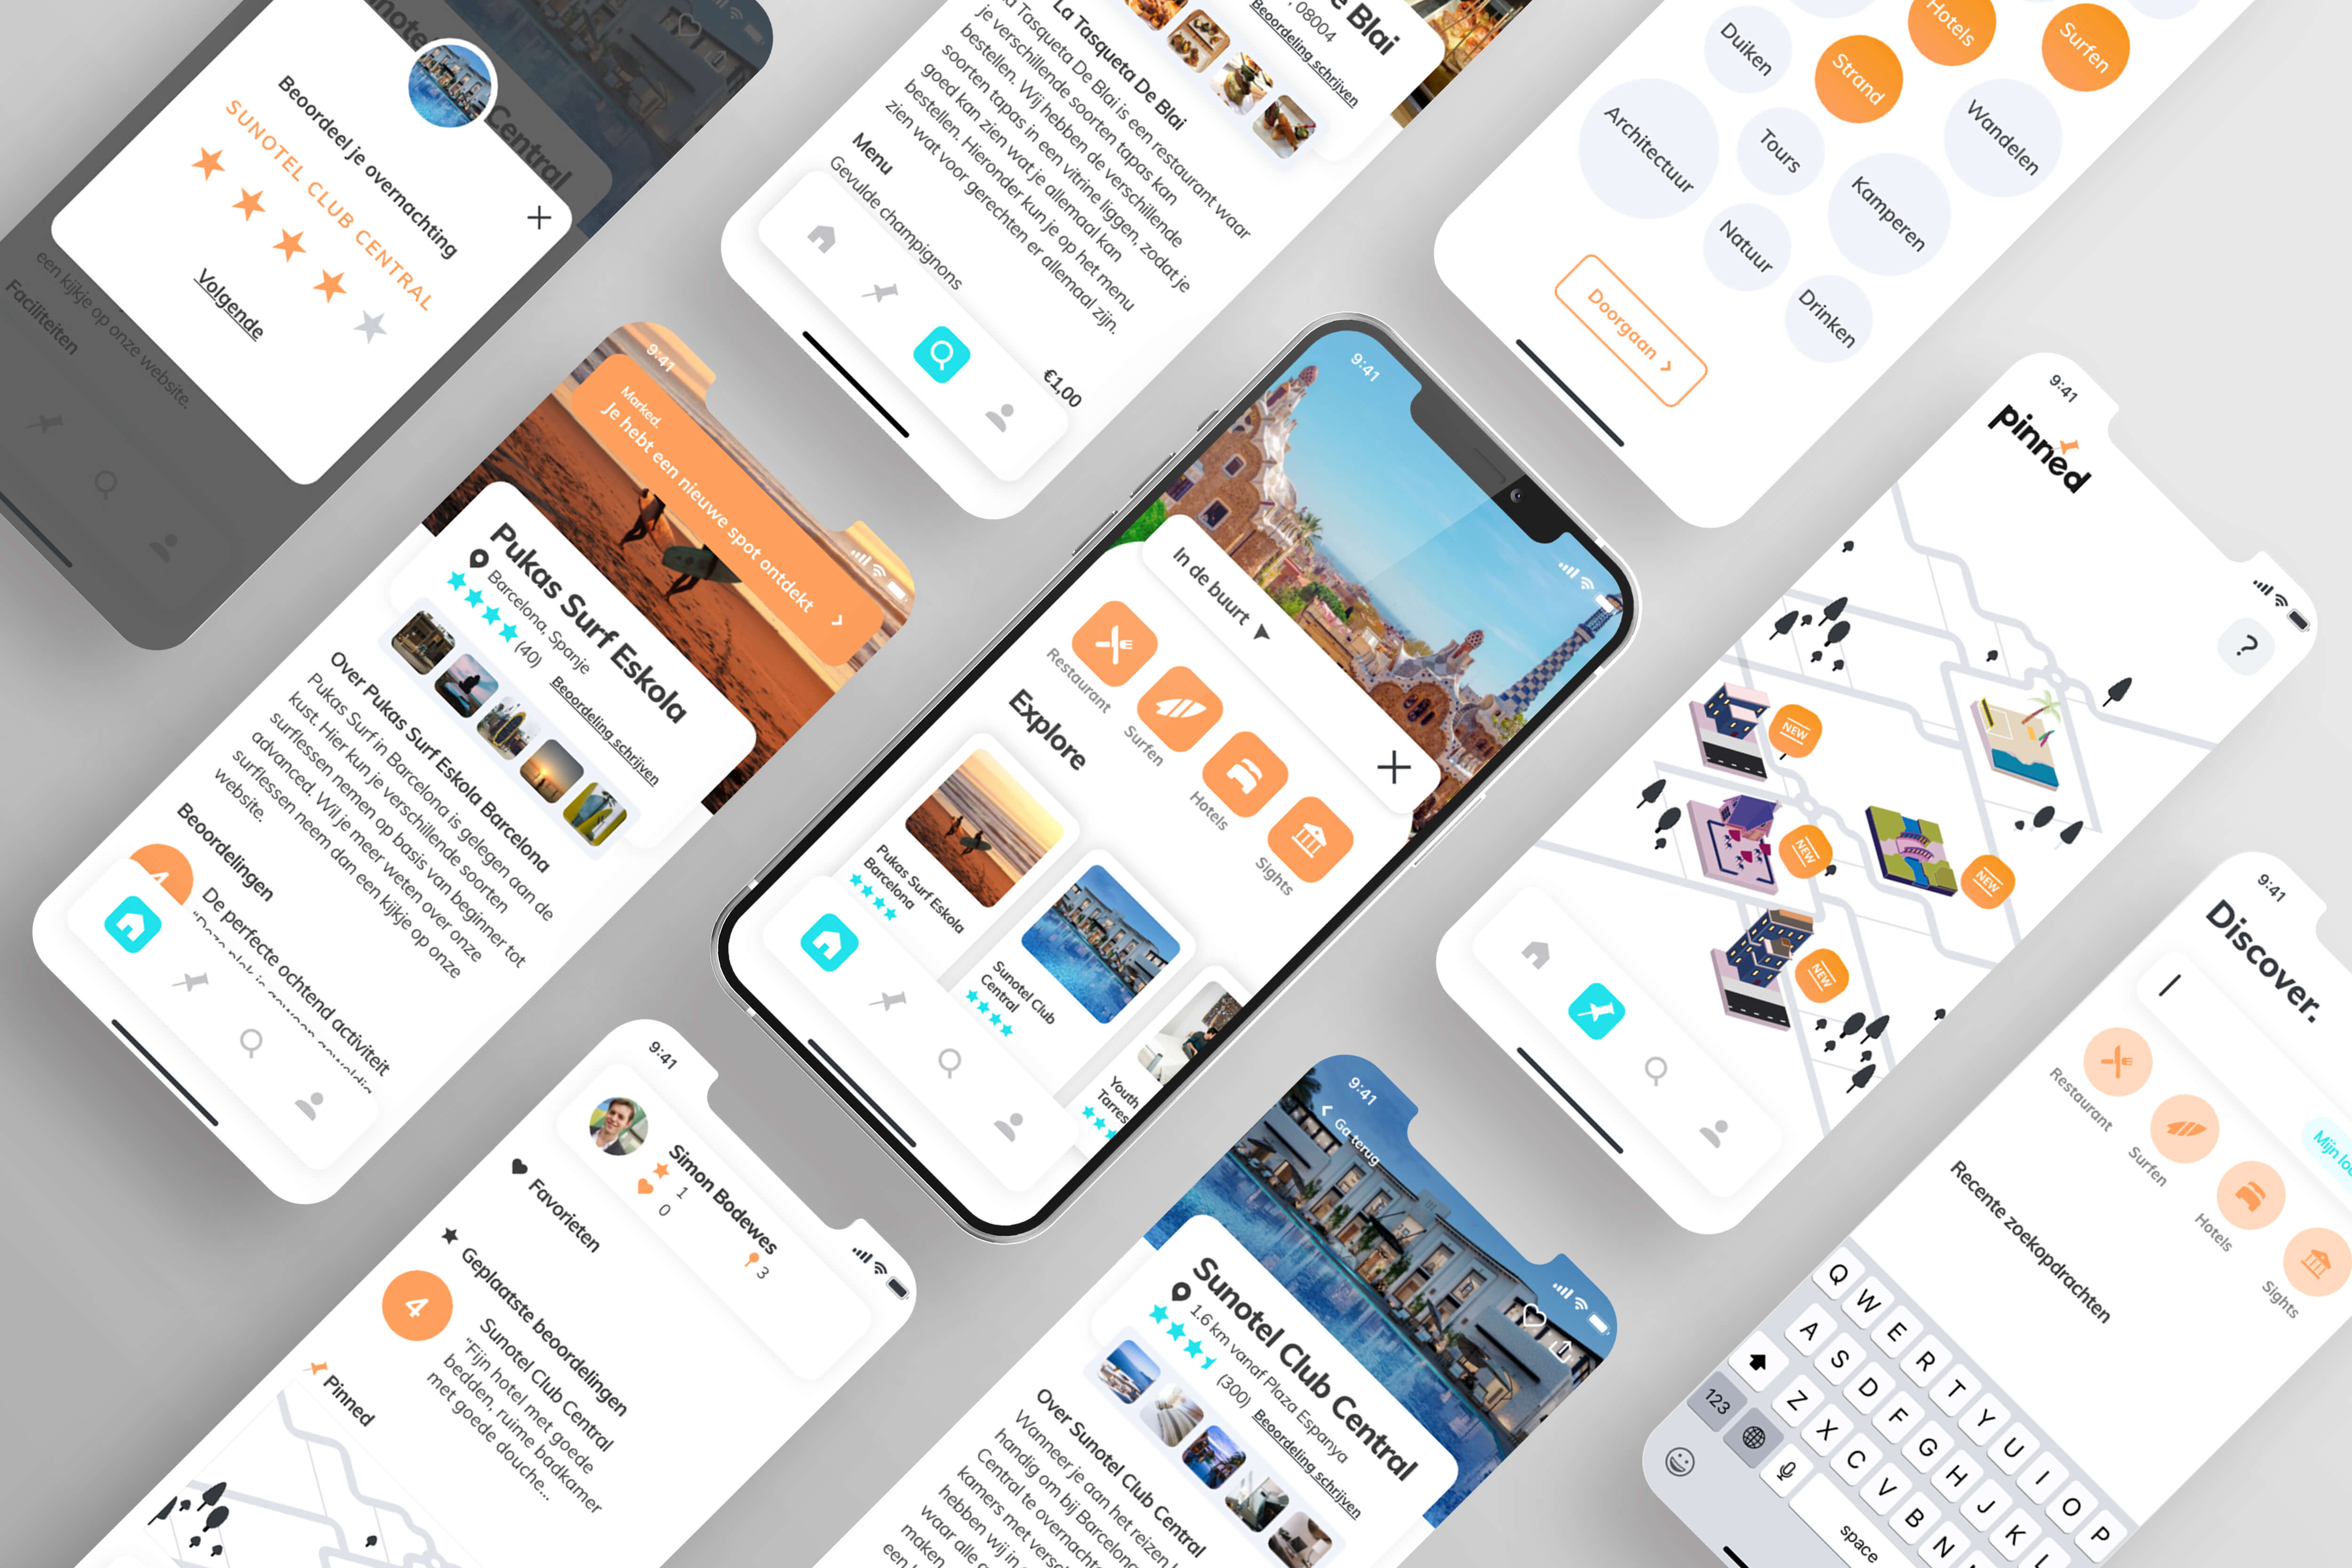 Central
Beoordeel je overnachting
SUNOTEL CLUB CENTRAL
Volgende
een kijkje op onze website.
Faciliteiten
Blai
, 08004
Beoordeling schrijven
La Tasqueta De Blai
La Tasqueta De Blai is een restaurant waar
je verschillende soorten tapas kan
bestellen. Wij hebben de verschillende
soorten tapas in een vitrine liggen, zodat je
goed kan zien wat je allemaal kan
bestellen. Hieronder kun je op het menu
zien wat voor gerechten er allemaal zijn.
Menu
Gevulde champignons
€1,00
Hotels
Surfen
Duiken
Strand
Wandelen
Architectuur
Tours
Kamperen
Natuur
Drinken
Doorgaan
9:41
Marked.
Je hebt een nieuwe spot ontdekt
Pukas Surf Eskola
Barcelona, Spanje
(40)
Beoordeling schrijven
Over Pukas Surf Eskola Barcelona
Pukas Surf in Barcelona is gelegen aan de
kust. Hier kun je verschillende soorten
surflessen nemen op basis van beginner tot
advanced. Wil je meer weten over onze
surflessen neem dan een kijkje op onze
website.
Beoordelingen
4
De perfecte ochtend activiteit
9:41
In de buurt
Restaurant
Surfen
Hotels
Sights
Explore
Pukas Surf Eskola
Barcelona
Sunotel Club
Central
Youth
Tarres
9:41
pinned
?
NEW
NEW
NEW
NEW
9:41
Simon Bodewes
1
0
3
Favorieten
Geplaatste beoordelingen
4
Sunotel Club Central
"Fijn hotel met goede
bedden, ruime badkamer
met goede douche...
Pinned
9:41
Ga terug
Sunotel Club Central
1.6 km vanaf Plaza Espanya
(300)
Beoordeling schrijven
Over Sunotel Club Central
Wanneer je aan het reizen
handig om bij Barcelona
Central te overnachten
kamers met
hebben wij in
waar alle
maken
een
9:41
Discover.
Mijn
Restaurant
Surfen
Hotels
Sights
Recente zoekopdrachten
Q W E R T Y U I O P
A S D F G H J K L
Z X C V B N
123
space